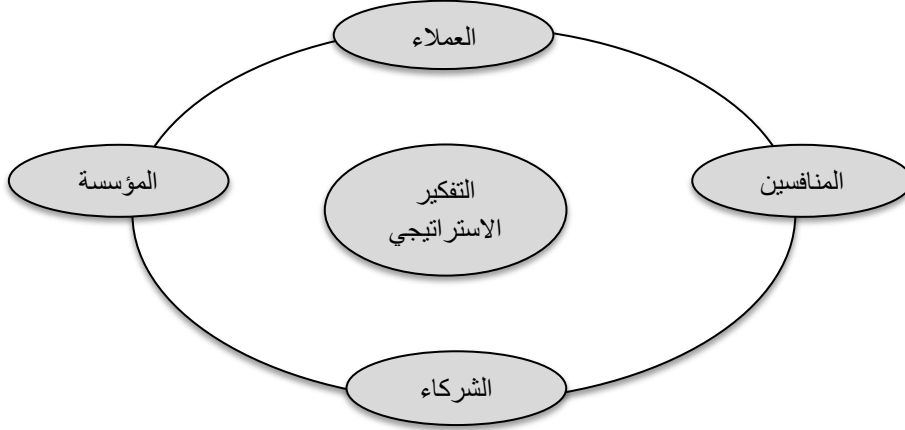 العملاء
المنافسين
التفكير
الاستراتيجي
المؤسسة
الشركاء